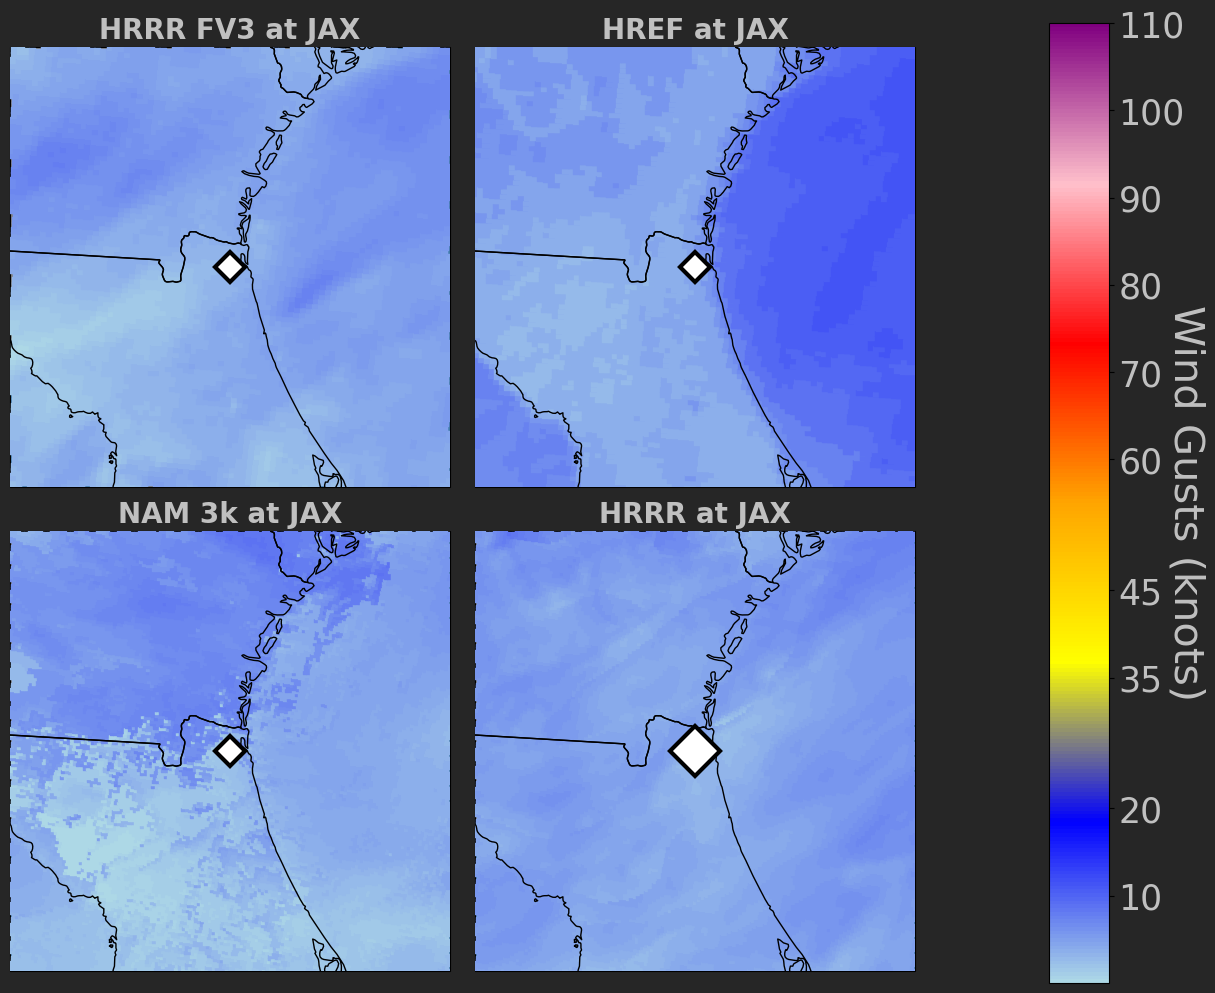 HRRR FV3 at JAX
HREF at JAX
NAM 3k at JAX
HRRR at JAX
110
100
90
80
70
60
45
35
20
10
Wind Gusts (knots)